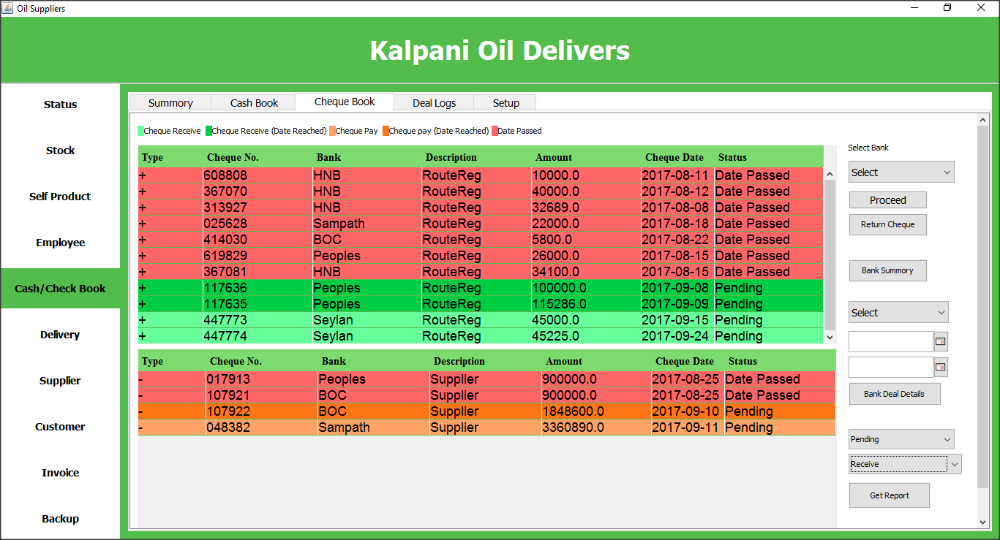 Oil Suppliers
Kalpani Oil Delivers
Status
Stock
Self Product
Employee
Cash/Check Book
Delivery
Supplier
Customer
Invoice
Backup
Summory Cash Book Cheque Book Deal Logs Setup
Cheque Receive Cheque Receive (Date Reached) Cheque Pay Cheque pay (Date Reached) Date Passed
Type Cheque No. Bank Description Amount Cheque Date Status
+ 608808 HNB RouteReg 10000.0 2017-08-11 Date Passed
+ 367070 HNB RouteReg 40000.0 2017-08-12 Date Passed
+ 313927 HNB RouteReg 32689.0 2017-08-08 Date Passed
+ 025628 Sampath RouteReg 22000.0 2017-08-18 Date Passed
+ 414030 BOC RouteReg 5800.0 2017-08-22 Date Passed
+ 619829 Peoples RouteReg 26000.0 2017-08-15 Date Passed
+ 367081 HNB RouteReg 34100.0 2017-08-15 Date Passed
+ 117636 Peoples RouteReg 100000.0 2017-09-08 Pending
+ 117635 Peoples RouteReg 115286.0 2017-09-09 Pending
+ 447773 Seylan RouteReg 45000.0 2017-09-15 Pending
+ 447774 Seylan RouteReg 45225.0 2017-09-24 Pending
Type Cheque No. Bank Description Amount Cheque Date Status
- 017913 Peoples Supplier 900000.0 2017-08-25 Date Passed
- 107921 BOC Supplier 900000.0 2017-08-25 Date Passed
- 107922 BOC Supplier 1848600.0 2017-09-10 Pending
- 048382 Sampath Supplier 3360890.0 2017-09-11 Pending
Select Bank
Select
Proceed
Return Cheque
Bank Summory
Select
Bank Deal Details
Pending
Receive
Get Report